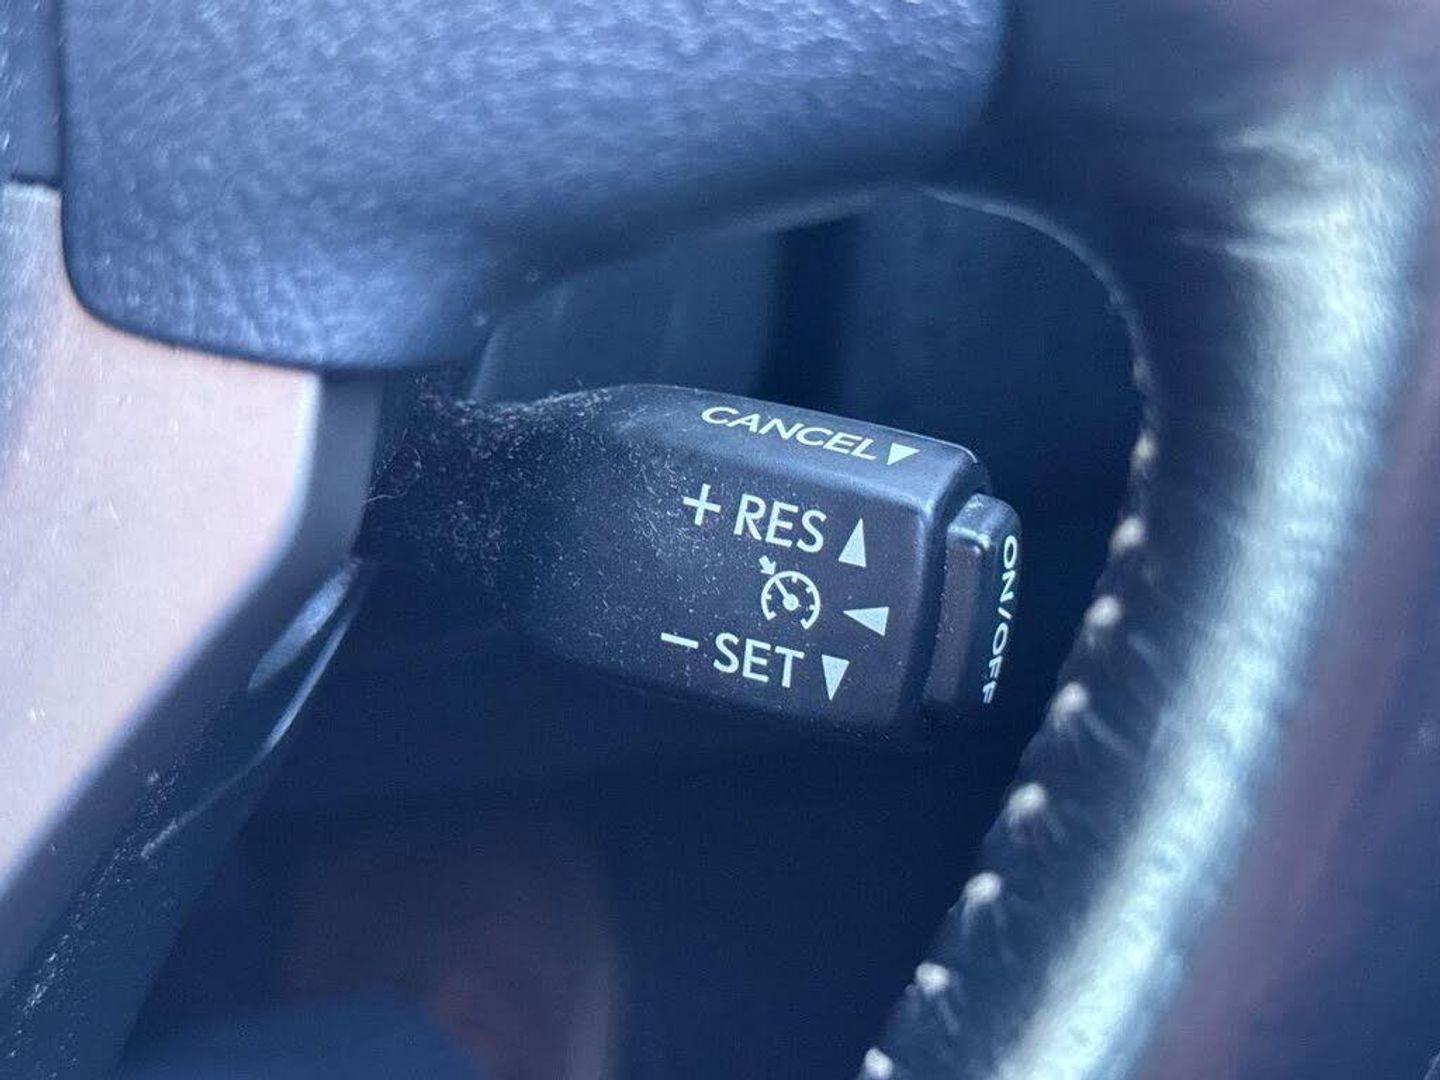 CANCEL▼
+ RES ▲
◀
− SET ▼
ON/OFF